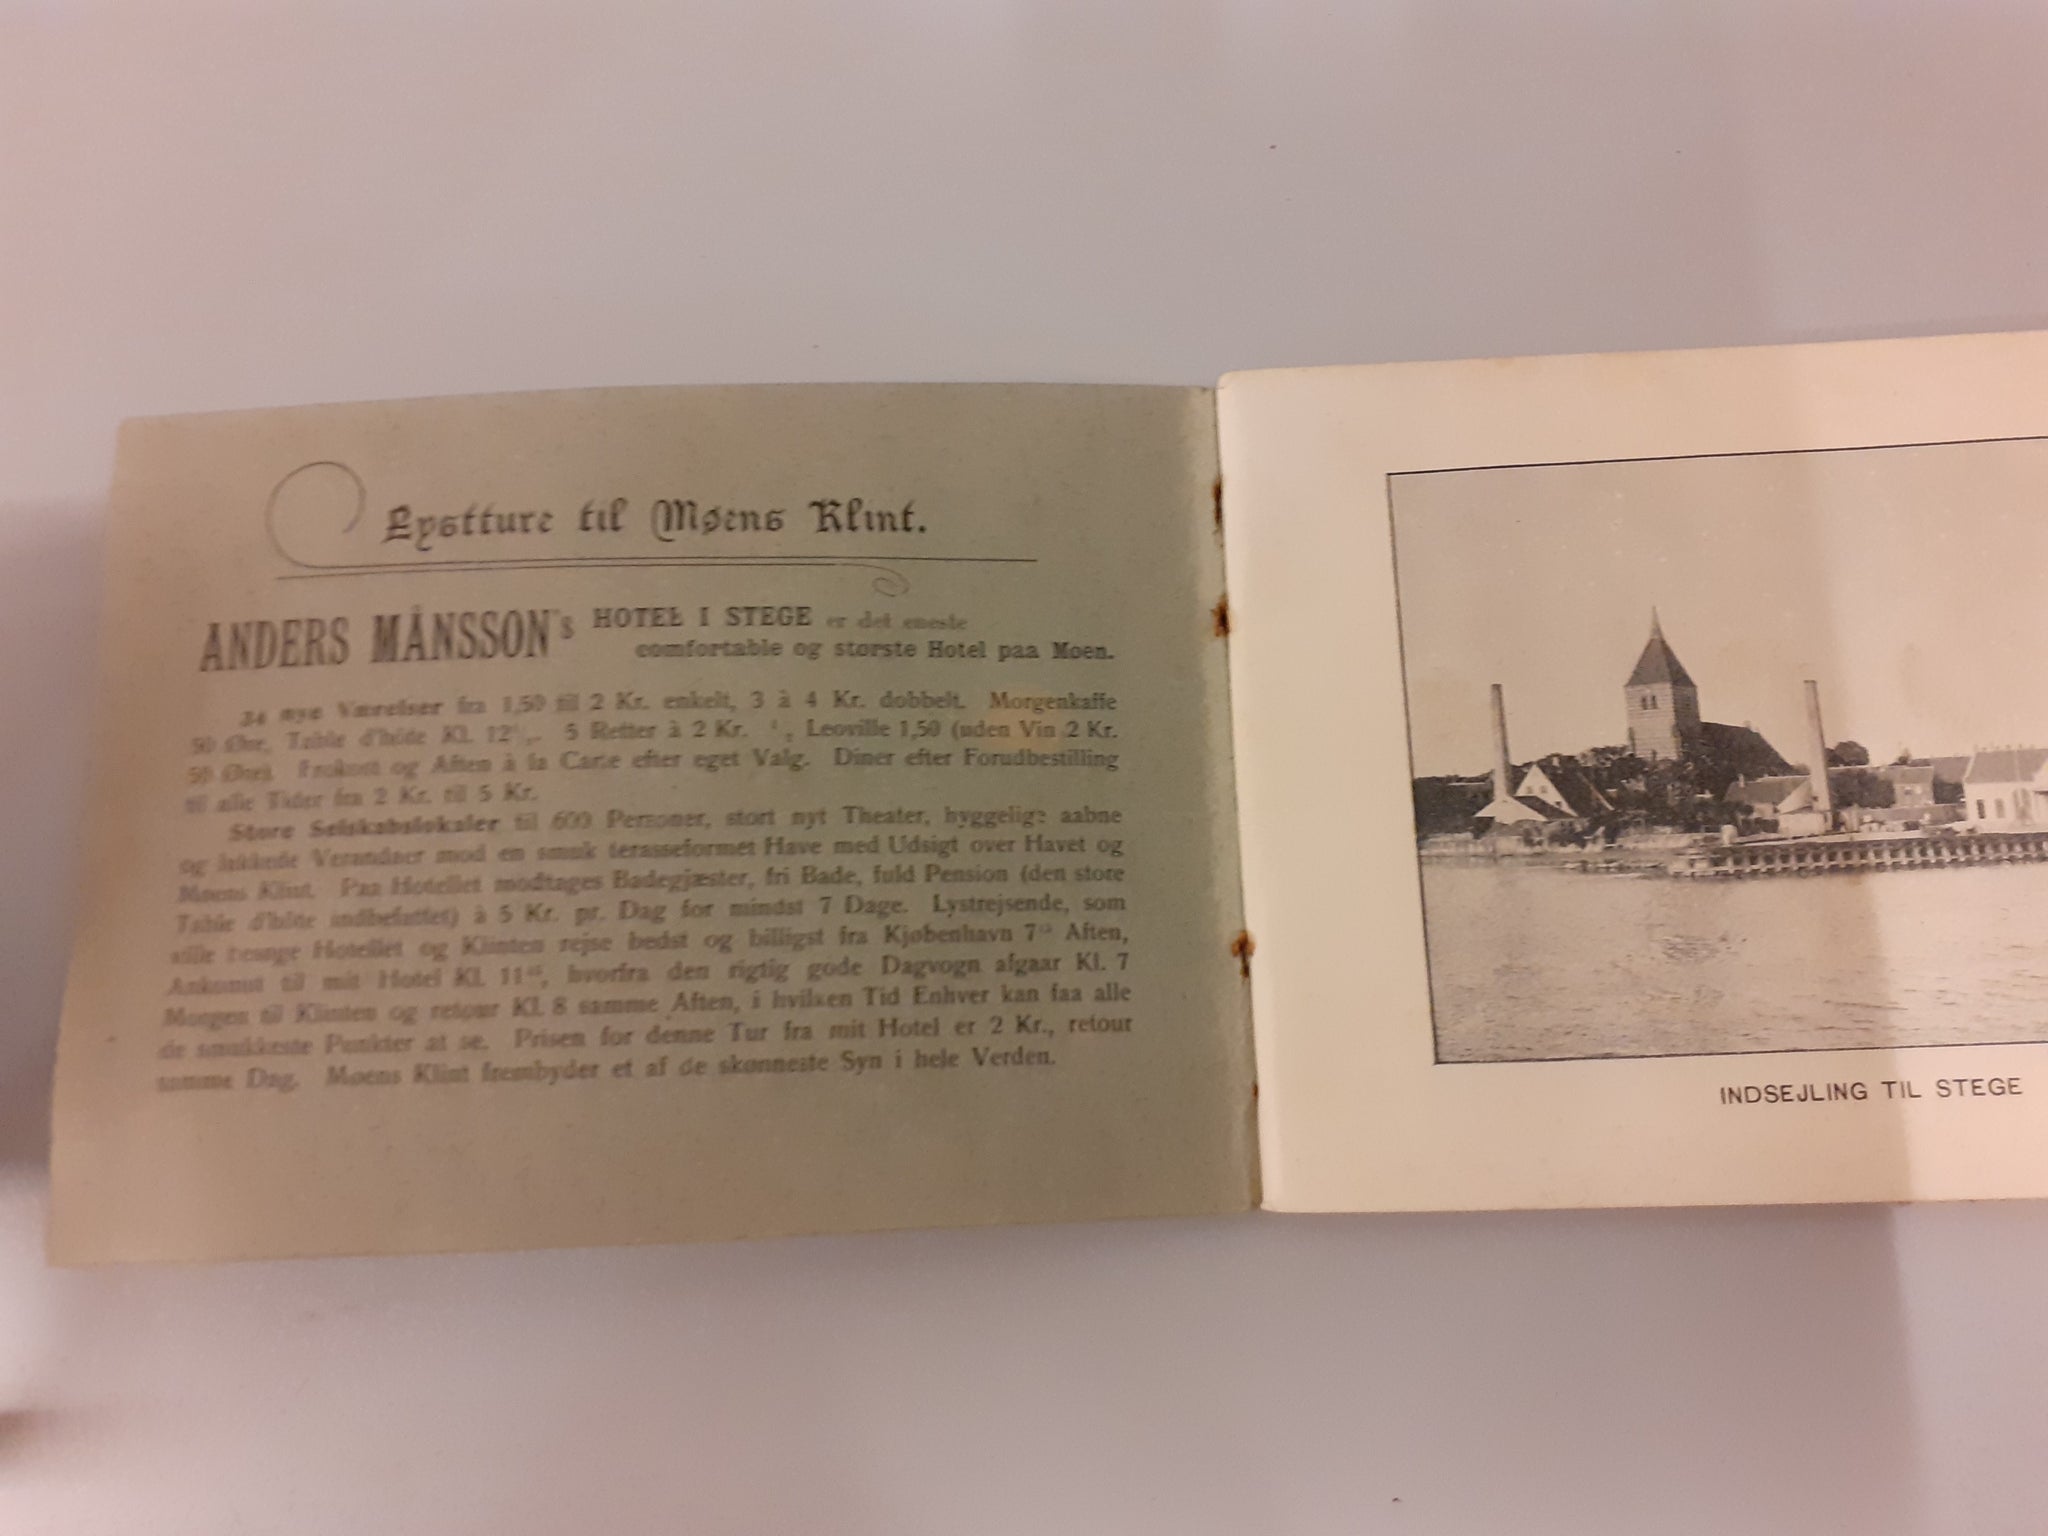 Lystture til Møens Klint.
ANDERS MÅNSSON's HOTEL I STEGE er det eneste
comfortable og største Hotel paa Møen.
34 nye Værelser fra 1,50 til 2 Kr. enkelt, 3 à 4 Kr. dobbelt. Morgenkaffe
50 Øre, Table d'hôte Kl. 12 5 Retter à 2 Kr. Leoville 1,50 (uden Vin 2 Kr.
50 Øre). Frokost og Aften à la Carte efter eget Valg. Diner efter Forudbestilling
til alle Tider fra 2 Kr. til 5 Kr.
Store Selskabslokaler til 600 Personer, stort nyt Theater, hyggelige aabne
og lukkede Verandaer mod en smuk terasseformet Have med Udsigt over Havet og
Møens Klint. Paa Hotellet modtages Badegjæster, fri Bade, fuld Pension (den store
Table d'hôte indbefattet) à 5 Kr. pr. Dag for mindst 7 Dage. Lystrejsende, som
ville besøge Hotellet og Klinten rejse bedst og billigst fra Kjøbenhavn 7 Aften,
Ankomst til mit Hotel Kl. 11, hvorfra den rigtig gode Dagvogn afgaar Kl. 7
Morgen til Klinten og retour Kl. 8 samme Aften, i hvilken Tid Enhver kan faa alle
de smukkeste Punkter at se. Prisen for denne Tur fra mit Hotel er 2 Kr., retour
samme Dag. Møens Klint frembyder et af de skønneste Syn i hele Verden.
INDSEJLING TIL STEGE